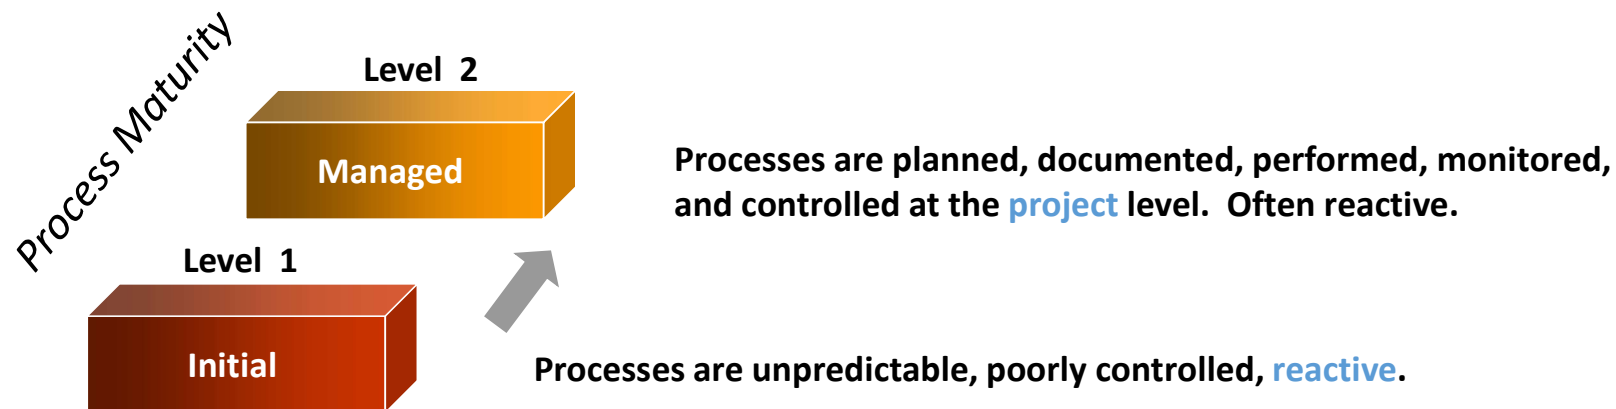 Process Maturity
Level 2
Managed
Processes are planned, documented, performed, monitored,
and controlled at the project level. Often reactive.
Level 1
Initial
Processes are unpredictable, poorly controlled, reactive.